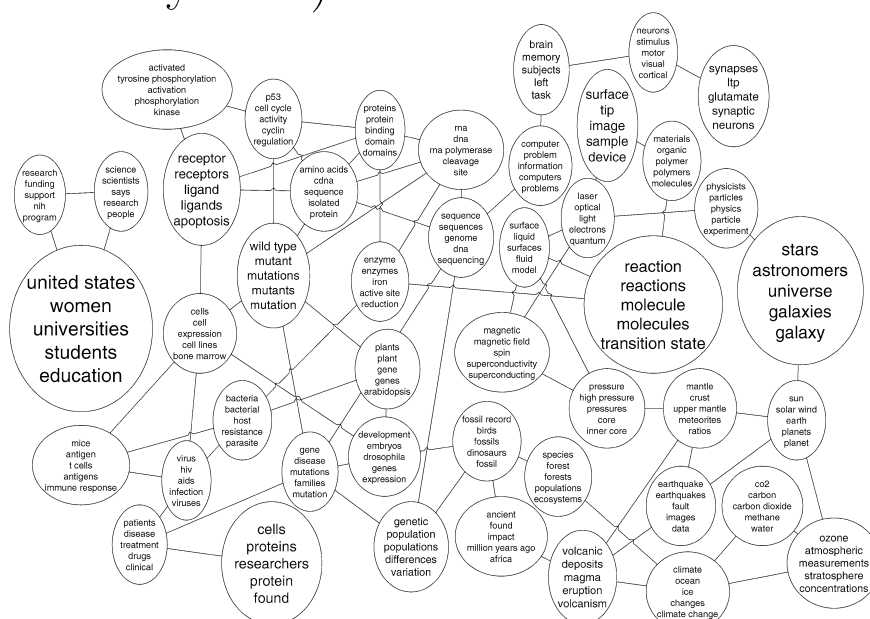 activated
tyrosine phosphorylation
activation
phosphorylation
kinase
p53
cell cycle
activity
cyclin
regulation
proteins
protein
binding
domain
domains
rna
dna
rna polymerase
cleavage
site
brain
memory
subjects
left
task
neurons
stimulus
motor
visual
cortical
synapses
ltp
glutamate
synaptic
neurons
surface
tip
image
sample
device
research
funding
support
nih
program
science
scientists
says
research
people
receptor
receptors
ligand
ligands
apoptosis
amino acids
cdna
sequence
isolated
protein
computer
problem
information
computers
problems
materials
organic
polymer
polymers
molecules
physicists
particles
physics
particle
experiment
laser
optical
light
electrons
quantum
surface
liquid
surfaces
fluid
model
sequence
sequences
genome
dna
sequencing
wild type
mutant
mutations
mutants
mutation
enzyme
enzymes
iron
active site
reduction
united states
women
universities
students
education
reaction
reactions
molecule
molecules
transition state
stars
astronomers
universe
galaxies
galaxy
cells
cell
expression
cell lines
bone marrow
plants
plant
gene
genes
arabidopsis
magnetic
magnetic field
spin
superconductivity
superconducting
pressure
high pressure
pressures
core
inner core
mantle
crust
upper mantle
meteorites
ratios
sun
solar wind
earth
planets
planet
bacteria
bacterial
host
resistance
parasite
mice
antigen
t cells
antigens
immune response
virus
hiv
aids
infection
viruses
gene
disease
mutations
families
mutation
development
embryos
drosophila
genes
expression
fossil record
birds
fossils
dinosaurs
fossil
species
forest
forests
populations
ecosystems
earthquake
earthquakes
fault
images
data
co2
carbon
carbon dioxide
methane
water
patients
disease
treatment
drugs
clinical
cells
proteins
researchers
protein
found
genetic
population
populations
differences
variation
ancient
found
impact
million years ago
africa
volcanic
deposits
magma
eruption
volcanism
climate
ocean
ice
changes
climate change
ozone
atmospheric
measurements
stratosphere
concentrations